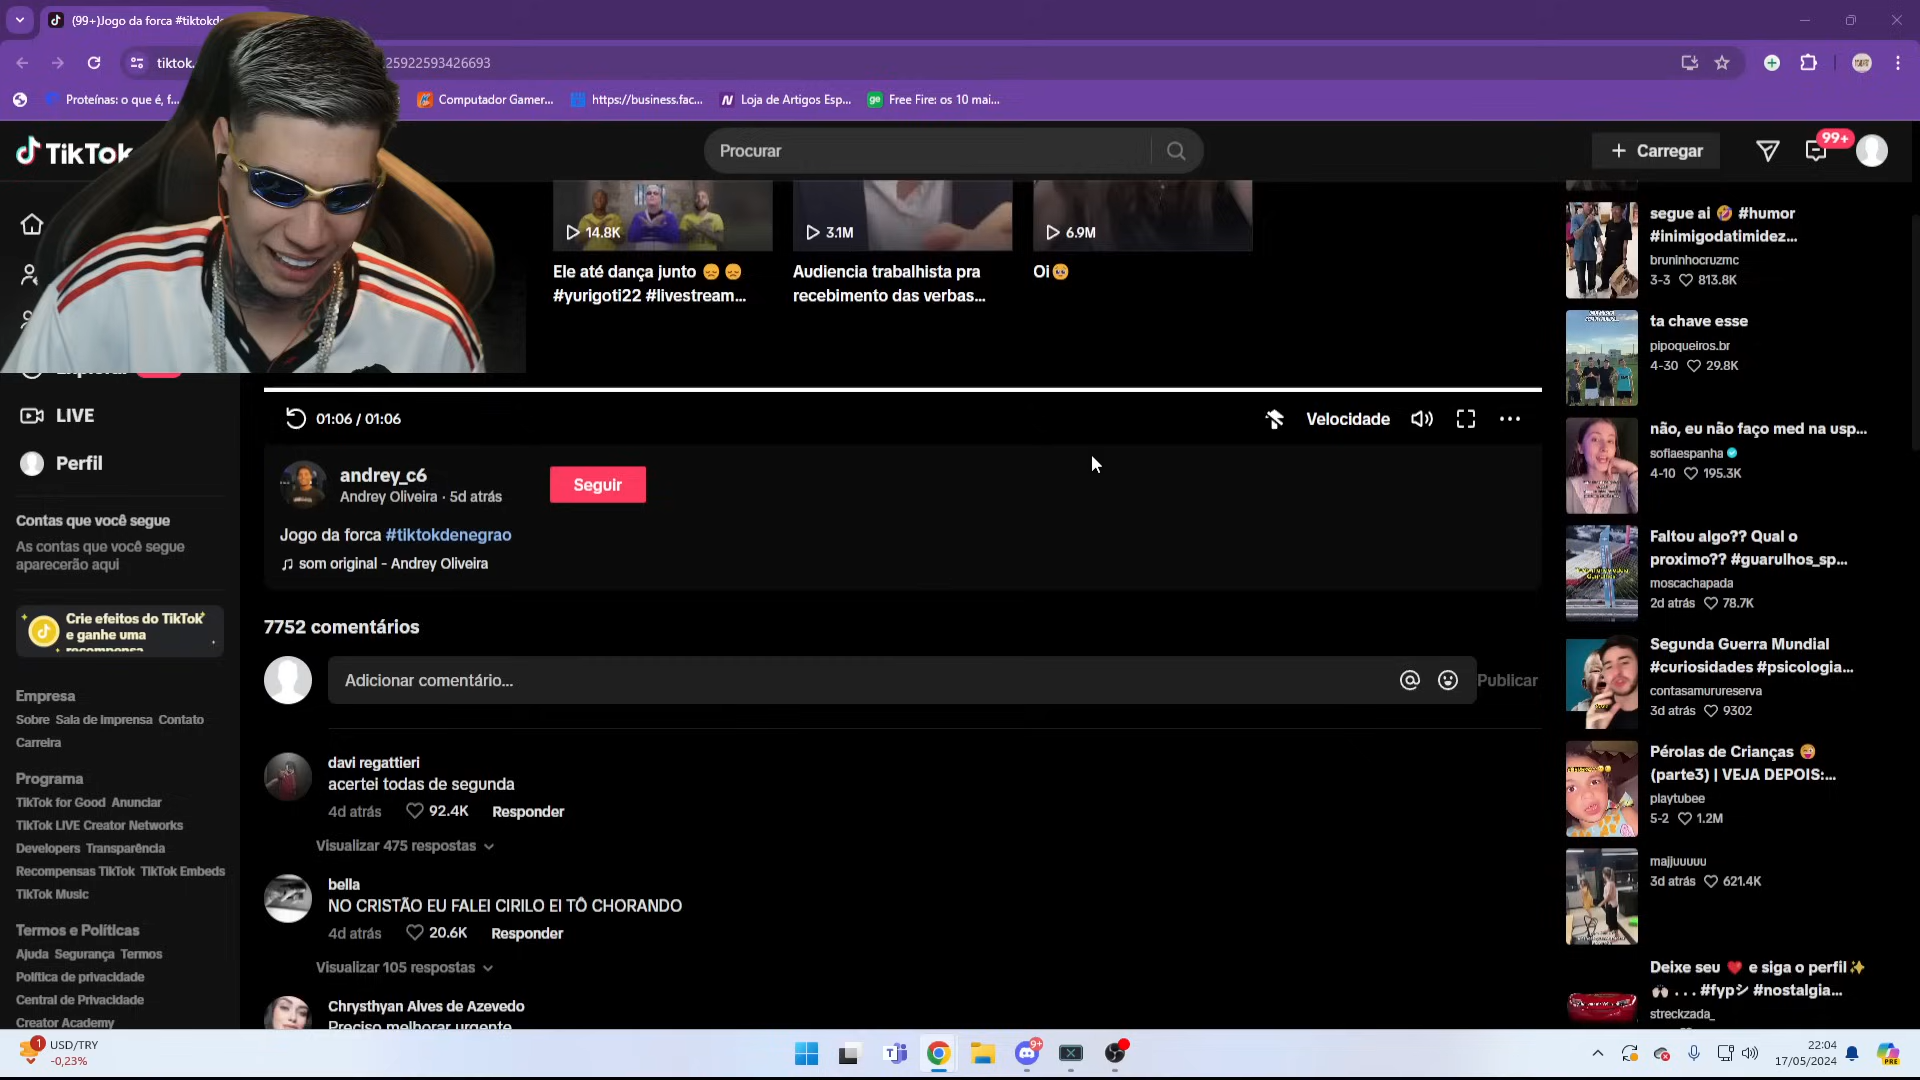 (99+)Jogo da forca
tiktok.
25922593426693
Proteínas: o que é, f...
Computador Gamer...
https://business.fac...
Loja de Artigos Esp...
Free Fire: os 10 mai...
TikTok
Procurar
Carregar
99+
14.8K
3.1M
6.9M
Ele até dança junto 😞 😞
#yurigoti22 #livestream...
Audiencia trabalhista pra
recebimento das verbas...
Oi🥺
LIVE
Perfil
Contas que você segue
As contas que você segue
aparecerão aqui
Crie efeitos do TikTok
e ganhe uma
recompensa
Empresa
Sobre Sala de Imprensa Contato
Carreira
Programa
TikTok for Good Anunciar
TikTok LIVE Creator Networks
Developers Transparência
Recompensas TikTok TikTok Embeds
TikTok Music
Termos e Políticas
Ajuda Segurança Termos
Política de privacidade
Central de Privacidade
Creator Academy
01:06 / 01:06
Velocidade
andrey_c6
Andrey Oliveira · 5d atrás
Seguir
Jogo da forca #tiktokdenegrao
som original - Andrey Oliveira
7752 comentários
Adicionar comentário...
Publicar
davi regattieri
acertei todas de segunda
4d atrás 92.4K Responder
Visualizar 475 respostas
bella
NO CRISTÃO EU FALEI CIRILO EI TÔ CHORANDO
4d atrás 20.6K Responder
Visualizar 105 respostas
Chrysthyan Alves de Azevedo
Preciso melhorar urgente
segue ai 🤣 #humor
#inimigodatimidez...
bruninhocruzmc
3-3 813.8K
ta chave esse
pipoqueiros.br
4-30 29.8K
não, eu não faço med na usp...
sofiaespanha
4-10 195.3K
Faltou algo?? Qual o
proximo?? #guarulhos_sp...
moscachapada
2d atrás 78.7K
Segunda Guerra Mundial
#curiosidades #psicologia...
contasamurureserva
3d atrás 9302
Pérolas de Crianças 🤪
(parte3) | VEJA DEPOIS:...
playtubee
5-2 1.2M
majjuuuuu
3d atrás 621.4K
Deixe seu ❤️ e siga o perfil✨
🙌🏻 . . . #fypシ #nostalgia...
streckzada_
1
USD/TRY
-0,23%
9+
22:04
17/05/2024
PRE